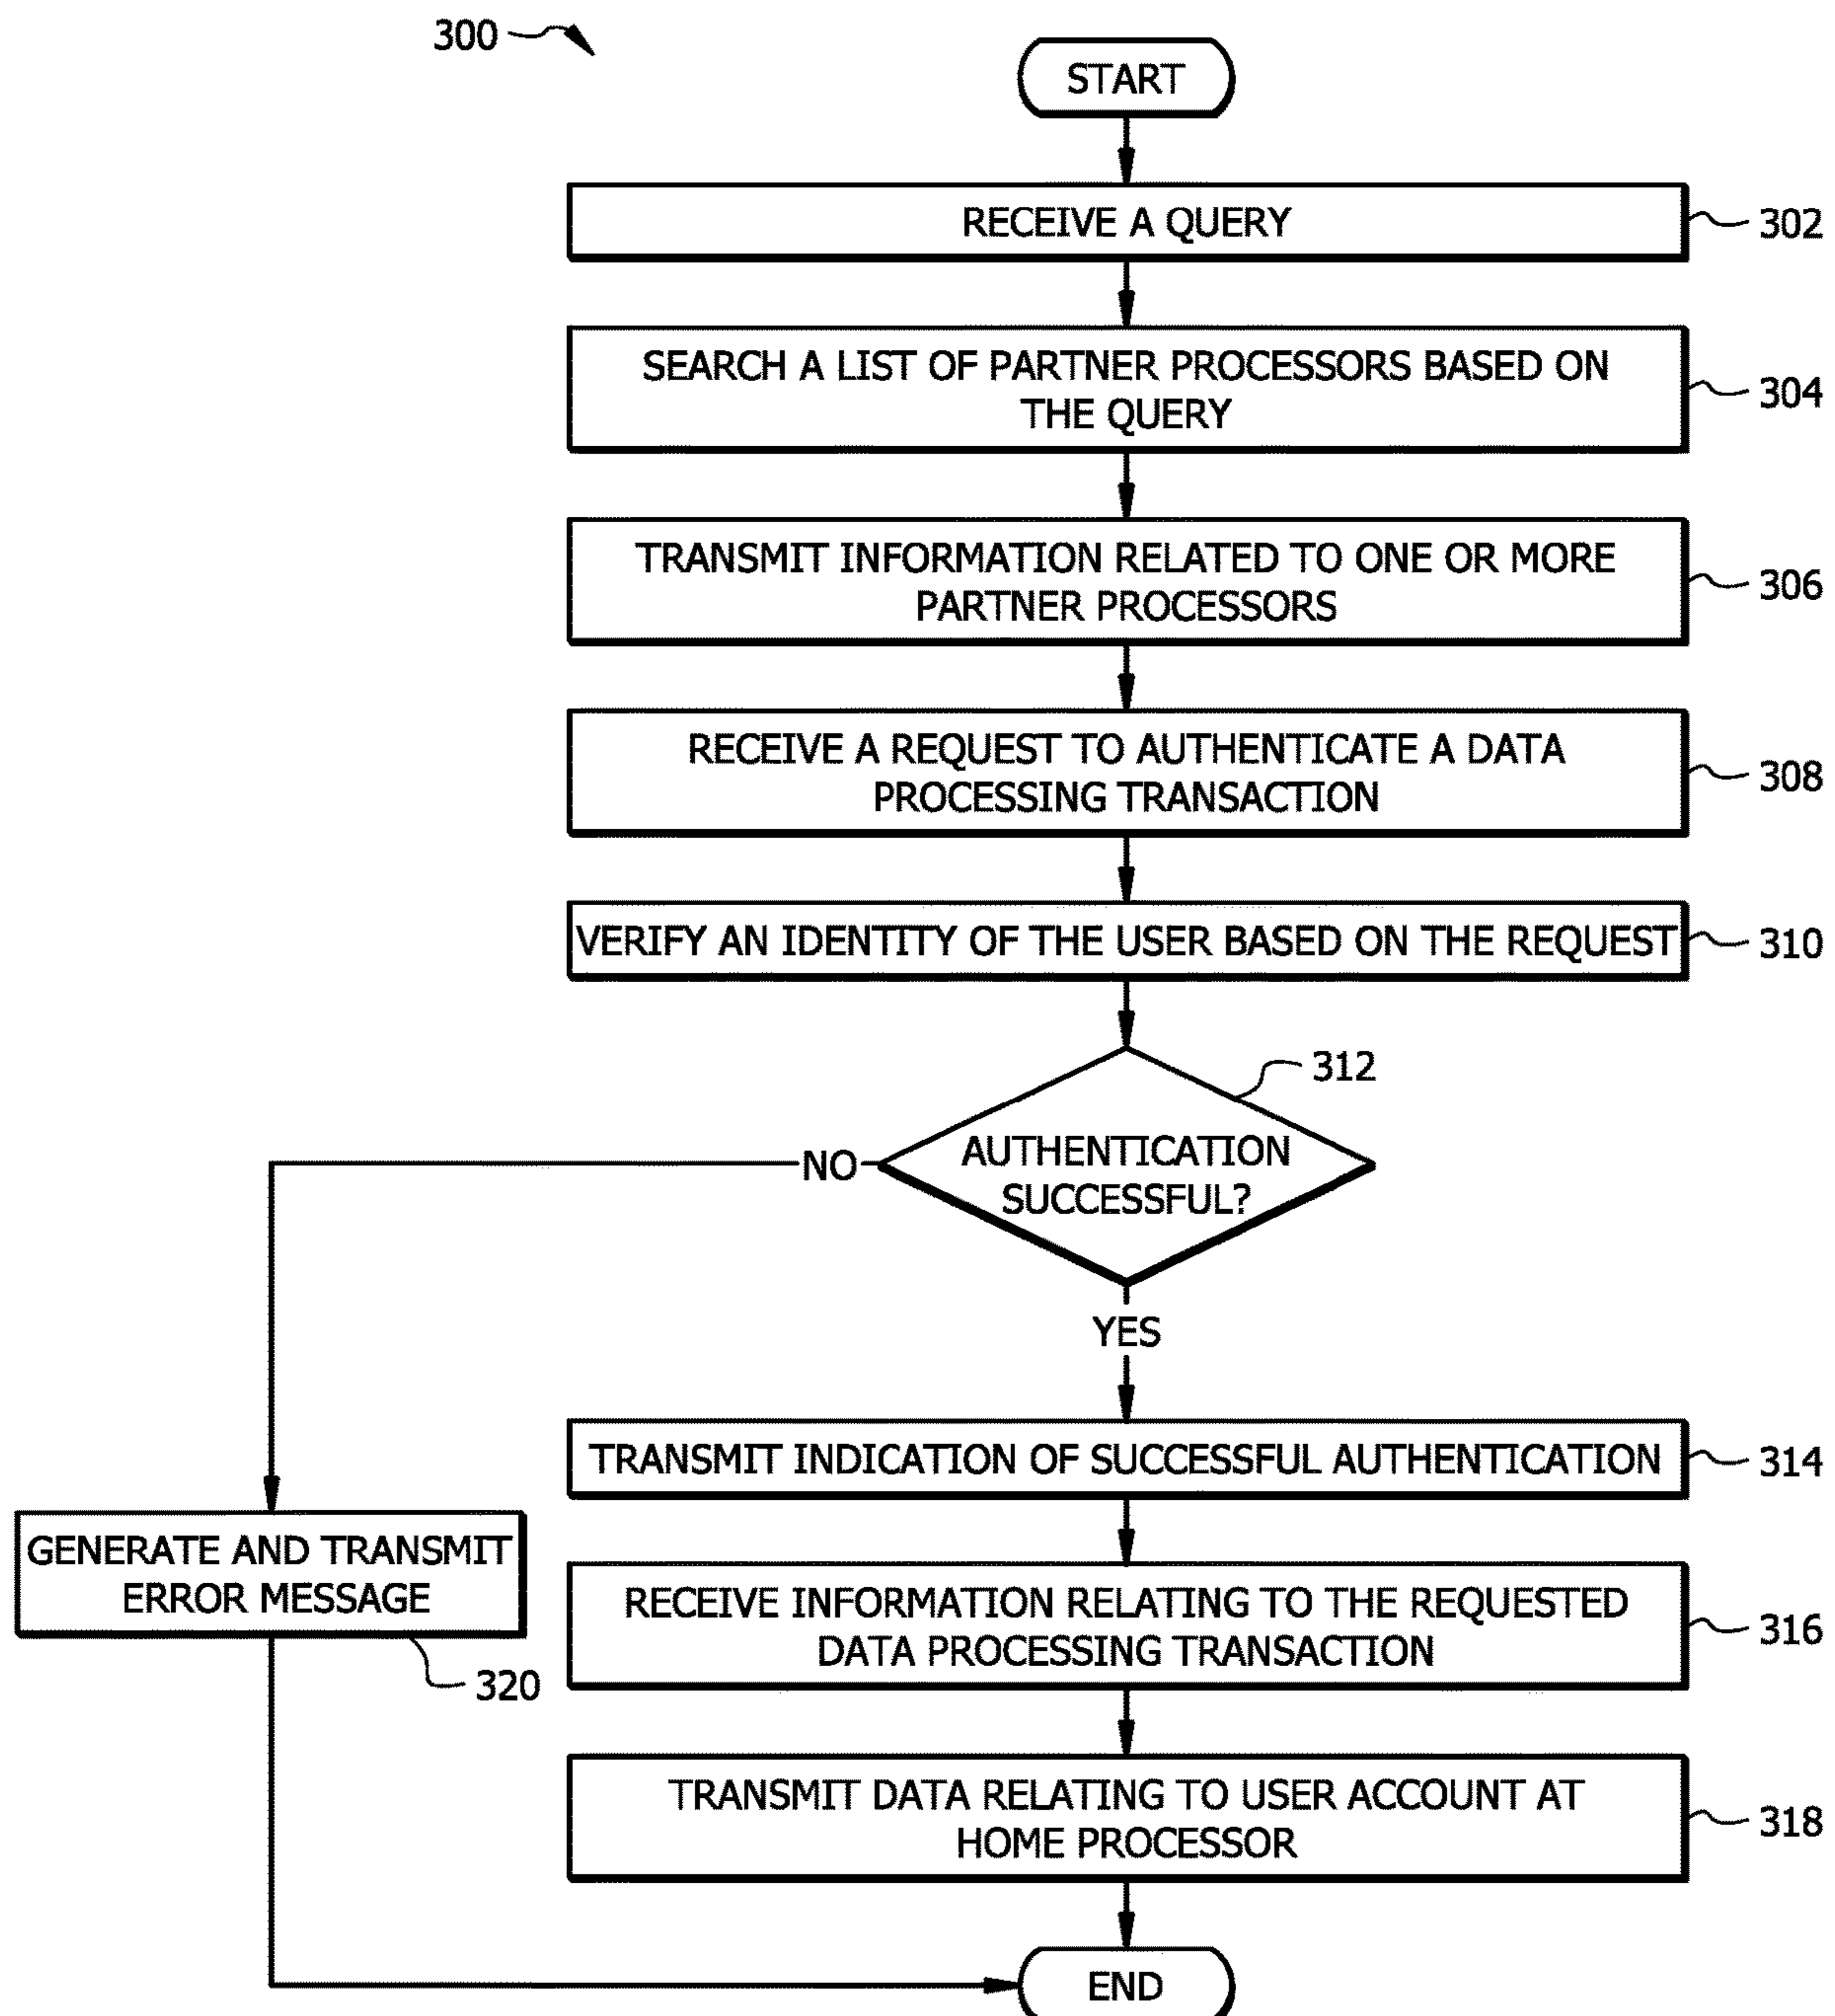 300
START
RECEIVE A QUERY
302
SEARCH A LIST OF PARTNER PROCESSORS BASED ON
THE QUERY
304
TRANSMIT INFORMATION RELATED TO ONE OR MORE
PARTNER PROCESSORS
306
RECEIVE A REQUEST TO AUTHENTICATE A DATA
PROCESSING TRANSACTION
308
VERIFY AN IDENTITY OF THE USER BASED ON THE REQUEST
310
312
AUTHENTICATION
SUCCESSFUL?
NO
YES
TRANSMIT INDICATION OF SUCCESSFUL AUTHENTICATION
314
GENERATE AND TRANSMIT
ERROR MESSAGE
320
RECEIVE INFORMATION RELATING TO THE REQUESTED
DATA PROCESSING TRANSACTION
316
TRANSMIT DATA RELATING TO USER ACCOUNT AT
HOME PROCESSOR
318
END